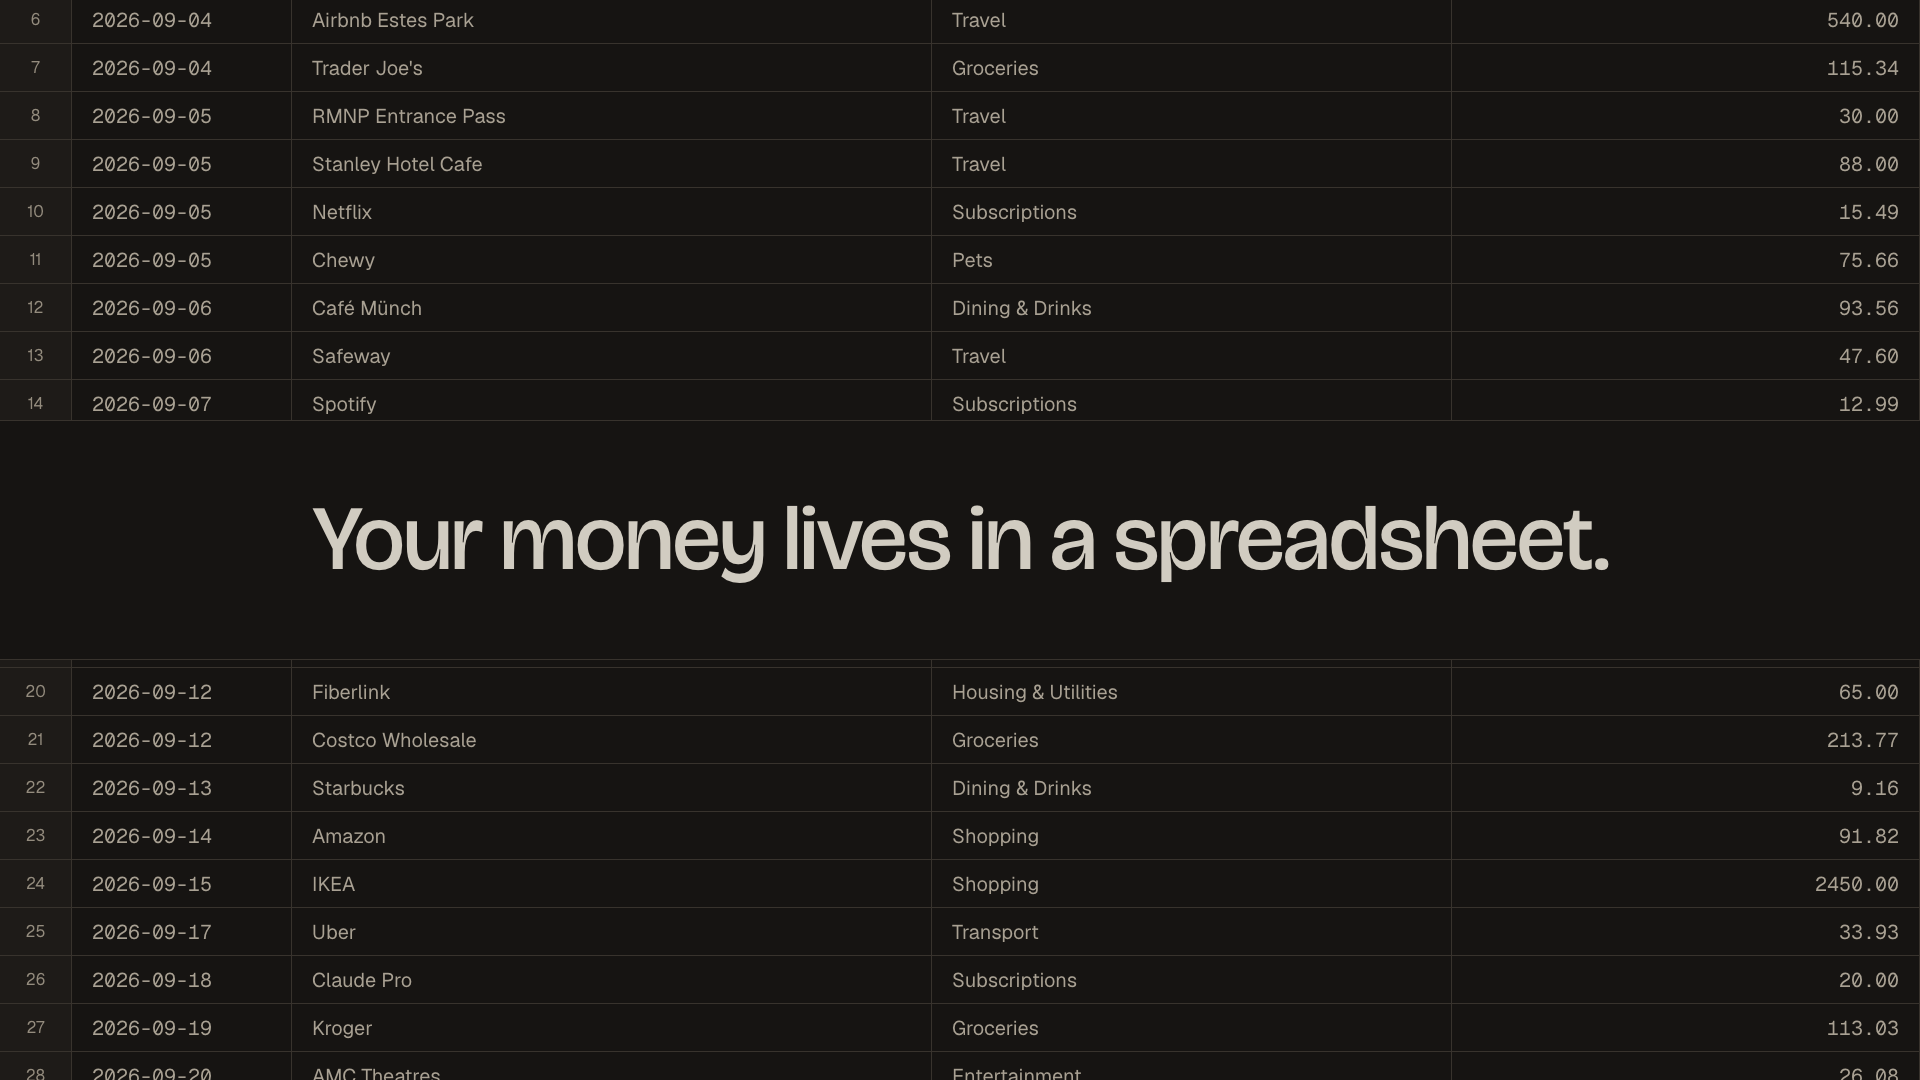 6 2026-09-04 Airbnb Estes Park Travel 540.00
7 2026-09-04 Trader Joe's Groceries 115.34
8 2026-09-05 RMNP Entrance Pass Travel 30.00
9 2026-09-05 Stanley Hotel Cafe Travel 88.00
10 2026-09-05 Netflix Subscriptions 15.49
11 2026-09-05 Chewy Pets 75.66
12 2026-09-06 Café Münch Dining & Drinks 93.56
13 2026-09-06 Safeway Travel 47.60
14 2026-09-07 Spotify Subscriptions 12.99
Your money lives in a spreadsheet.
20 2026-09-12 Fiberlink Housing & Utilities 65.00
21 2026-09-12 Costco Wholesale Groceries 213.77
22 2026-09-13 Starbucks Dining & Drinks 9.16
23 2026-09-14 Amazon Shopping 91.82
24 2026-09-15 IKEA Shopping 2450.00
25 2026-09-17 Uber Transport 33.93
26 2026-09-18 Claude Pro Subscriptions 20.00
27 2026-09-19 Kroger Groceries 113.03
28 2026-09-20 AMC Theatres Entertainment 26.08